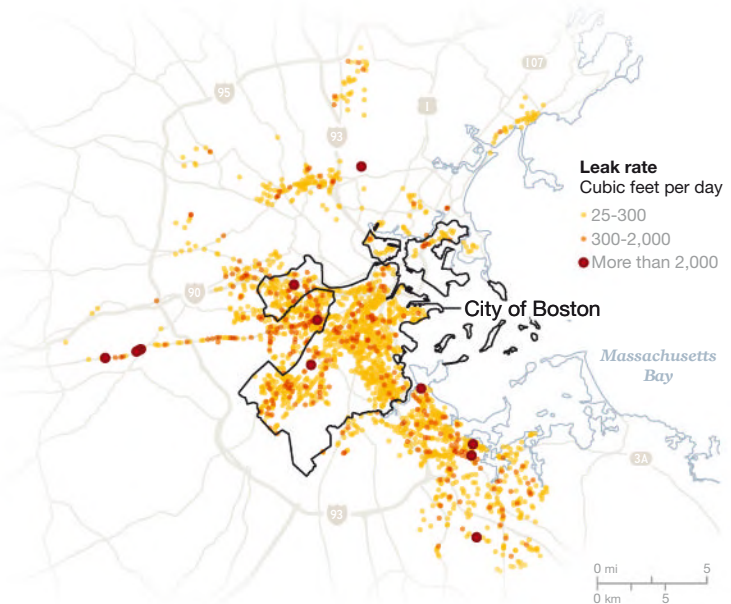 107
95
1
93
Leak rate
Cubic feet per day
25-300
300-2,000
More than 2,000
90
City of Boston
Massachusetts
Bay
3A
93
0 mi 5
0 km 5